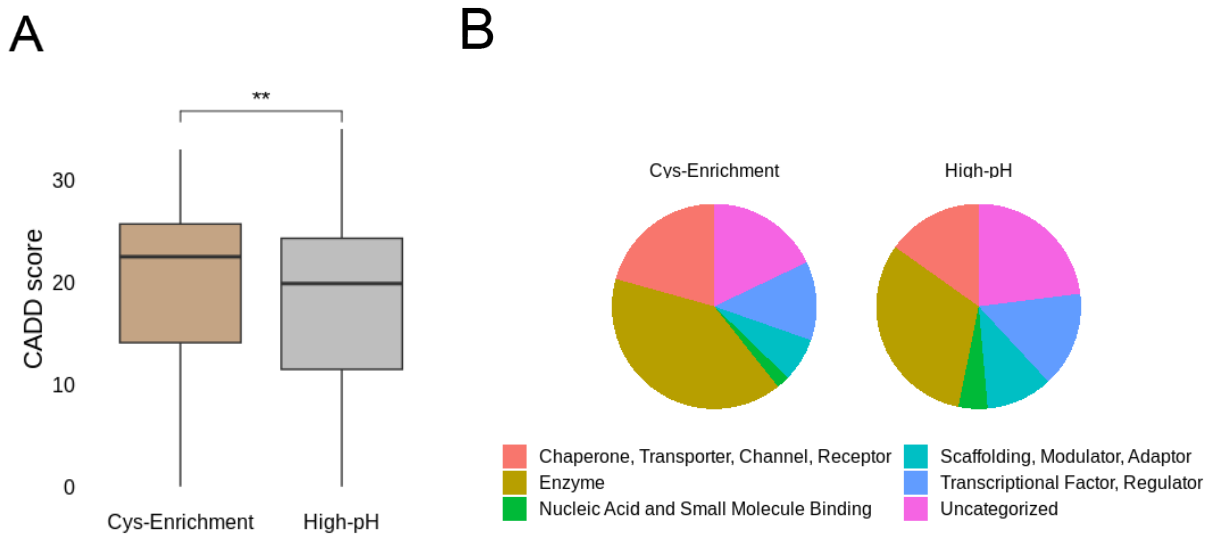 A
B
**
CADD score
30
20
10
0
Cys-Enrichment
High-pH
Cys-Enrichment
High-pH
Chaperone, Transporter, Channel, Receptor
Enzyme
Nucleic Acid and Small Molecule Binding
Scaffolding, Modulator, Adaptor
Transcriptional Factor, Regulator
Uncategorized